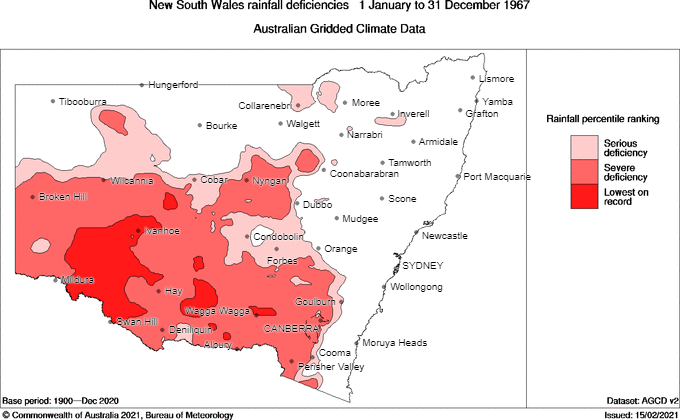 New South Wales rainfall deficiencies 1 January to 31 December 1967
Australian Gridded Climate Data
Hungerford
Lismore
Tibooburra
Collarenebri
Moree
Yamba
Inverell
Grafton
Bourke
Walgett
Narrabri
Armidale
Tamworth
Coonabarabran
Wilcannia
Cobar
Nyngan
Port Macquarie
Broken Hill
Dubbo
Scone
Mudgee
Ivanhoe
Condobolin
Newcastle
Orange
Forbes
SYDNEY
Mildura
Hay
Wollongong
Goulburn
Wagga Wagga
Swan Hill
Deniliquin
CANBERRA
Albury
Moruya Heads
Cooma
Perisher Valley
Rainfall percentile ranking
Serious
deficiency
Severe
deficiency
Lowest on
record
Base period: 1900—Dec 2020
Dataset: AGCD v2
© Commonwealth of Australia 2021, Bureau of Meteorology
Issued: 15/02/2021